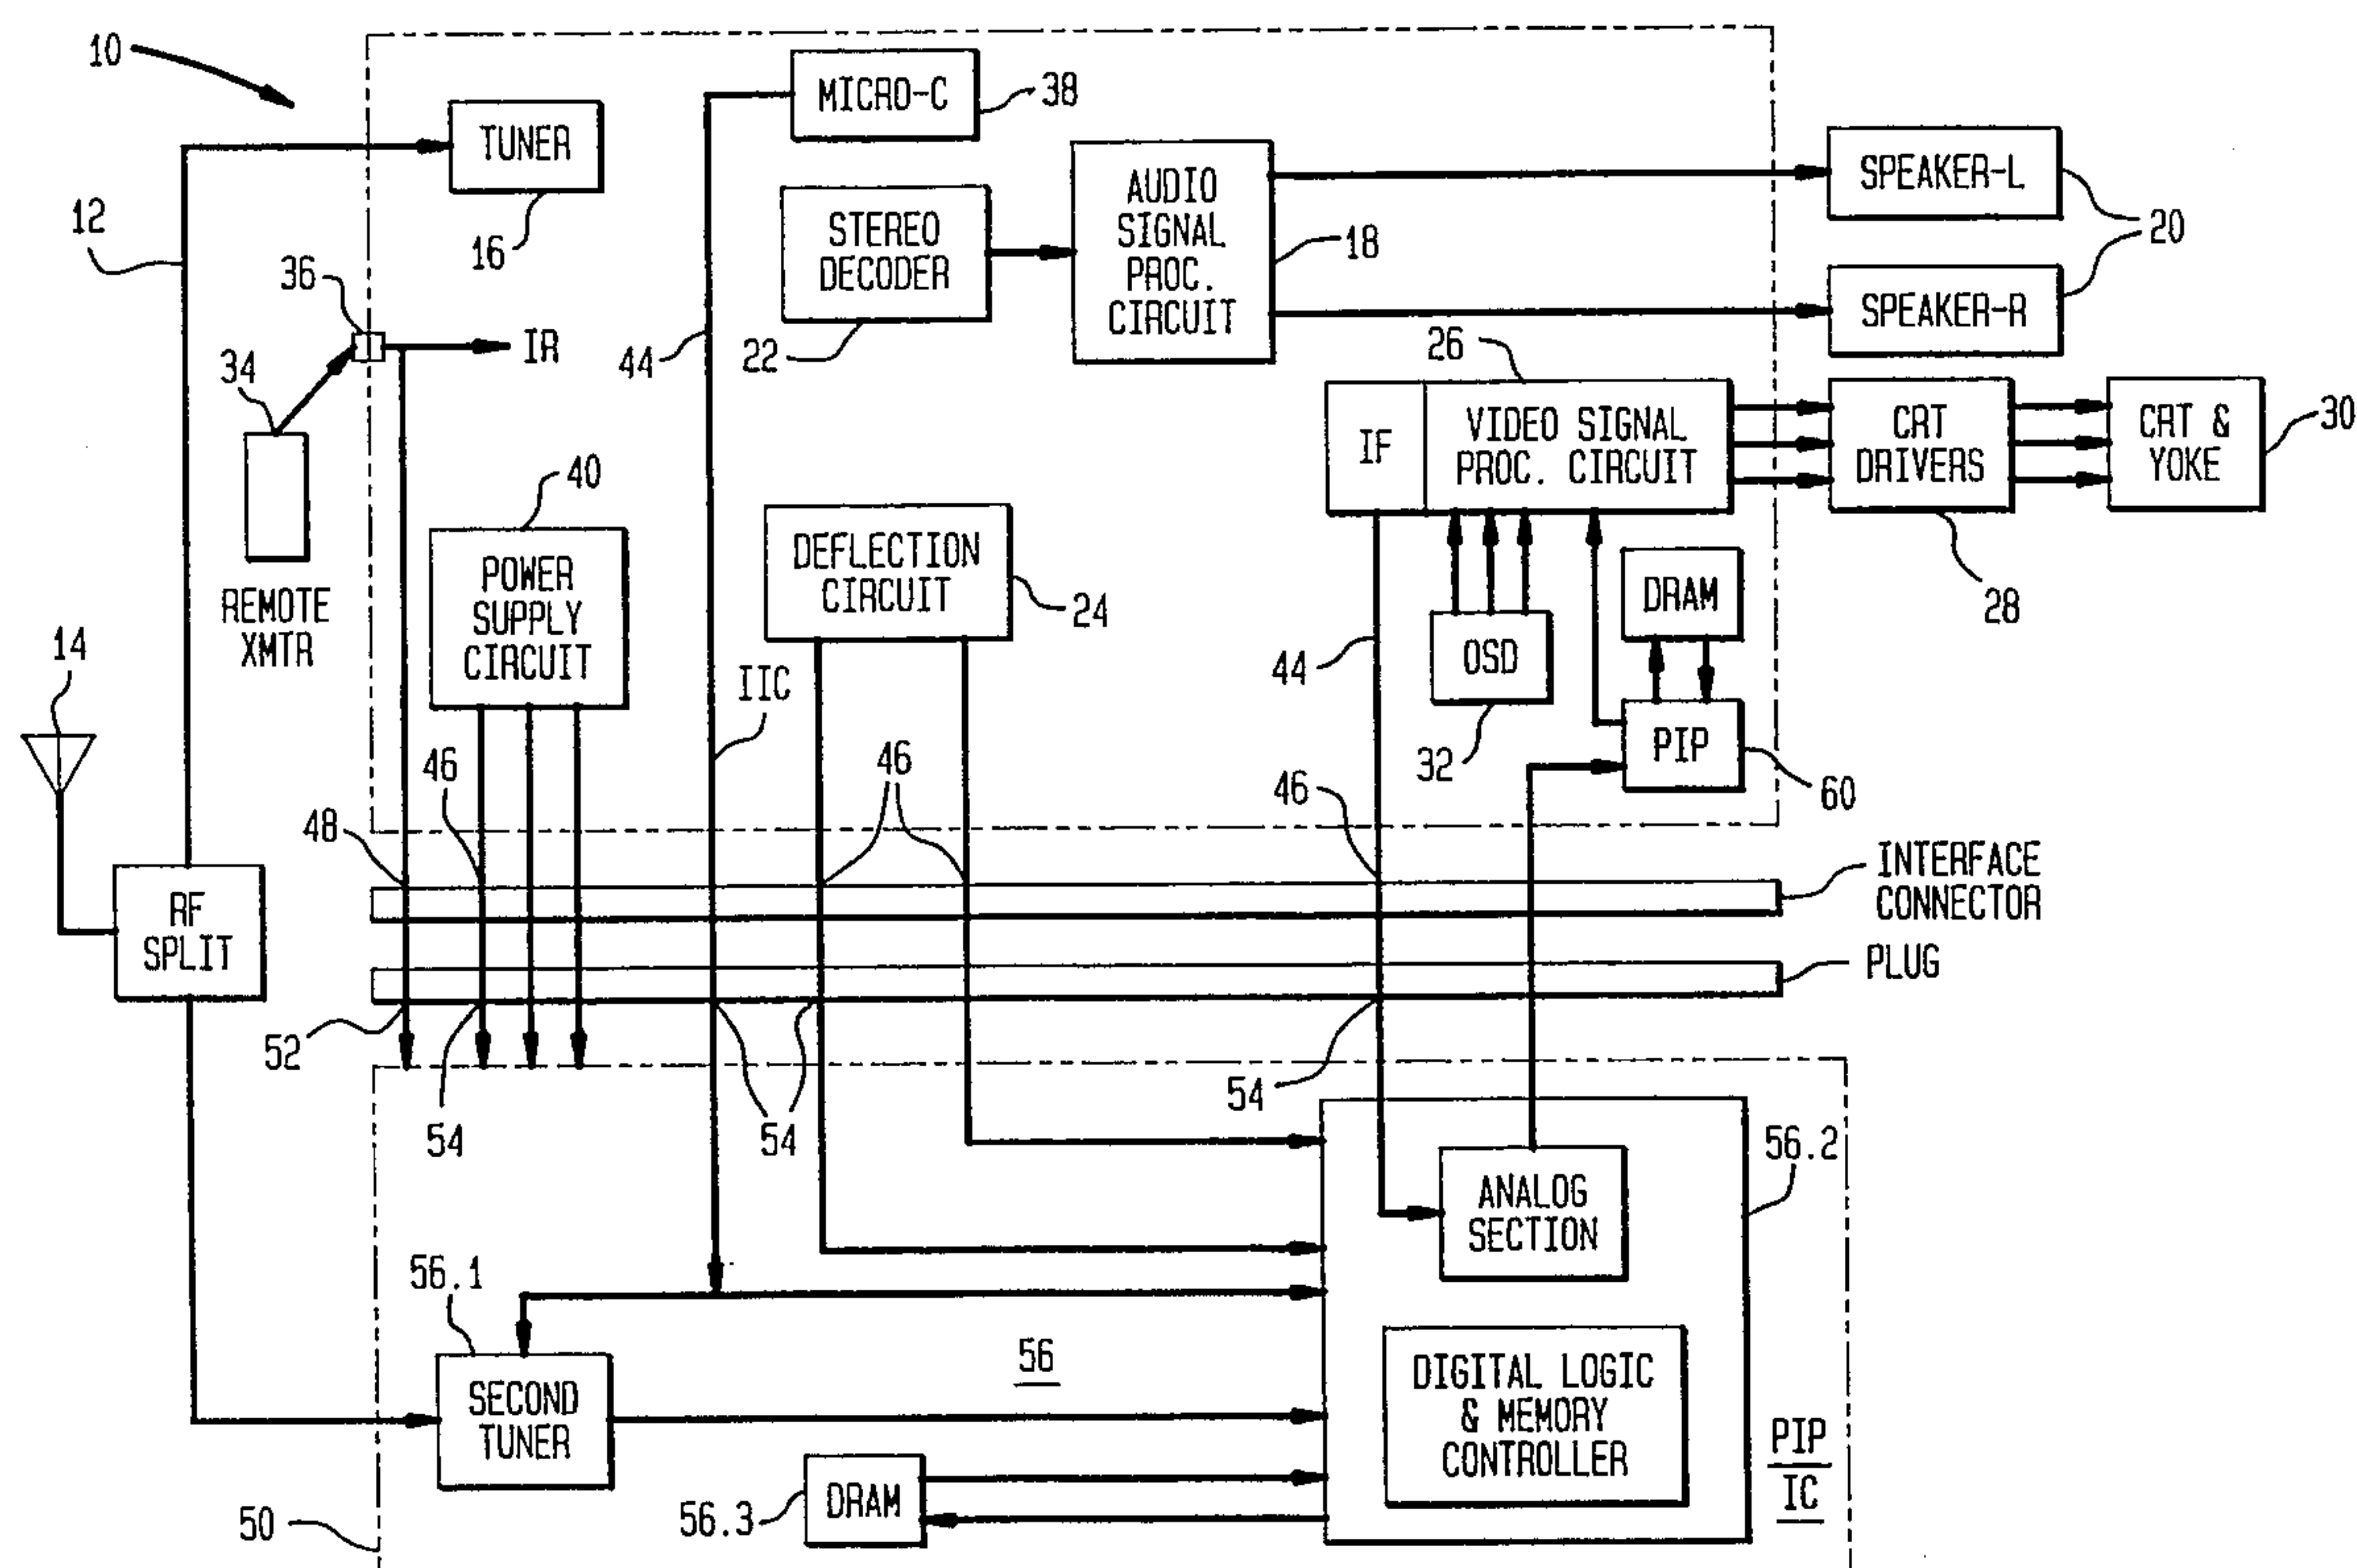 10
MICRO-C
38
TUNER
16
12
STEREO
DECODER
22
AUDIO
SIGNAL
PROC.
CIRCUIT
18
SPEAKER-L
20
SPEAKER-R
36
IR
34
REMOTE
XMTR
44
26
IF
VIDEO SIGNAL
PROC. CIRCUIT
CRT
DRIVERS
28
CRT &
YOKE
30
40
POWER
SUPPLY
CIRCUIT
DEFLECTION
CIRCUIT
24
IIC
44
OSD
32
DRAM
PIP
60
14
RF
SPLIT
48
46
46
46
INTERFACE
CONNECTOR
PLUG
52
54
54
54
56.2
ANALOG
SECTION
56.1
SECOND
TUNER
56
DIGITAL LOGIC
& MEMORY
CONTROLLER
PIP
IC
56.3
DRAM
50